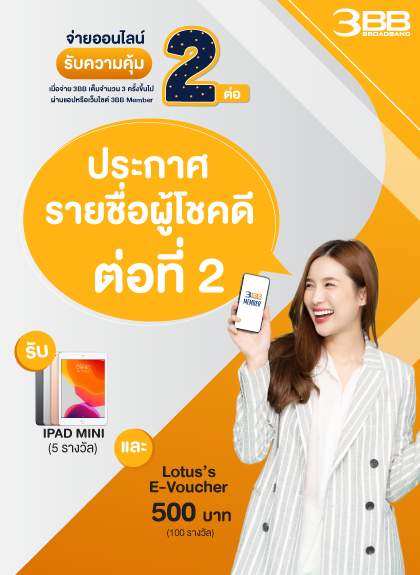 3BB
BROADBAND
จ่ายออนไลน์
รับความคุ้ม
2
ต่อ
เมื่อจ่าย 3BB เต็มจำนวน 3 ครั้งขึ้นไป
ผ่านแอปหรือเว็บไซต์ 3BB Member
ประกาศ
รายชื่อผู้โชคดี
ต่อที่ 2
3BB
MEMBER
รับ
IPAD MINI
(5 รางวัล)
และ
Lotus's
E-Voucher
500 บาท
(100 รางวัล)